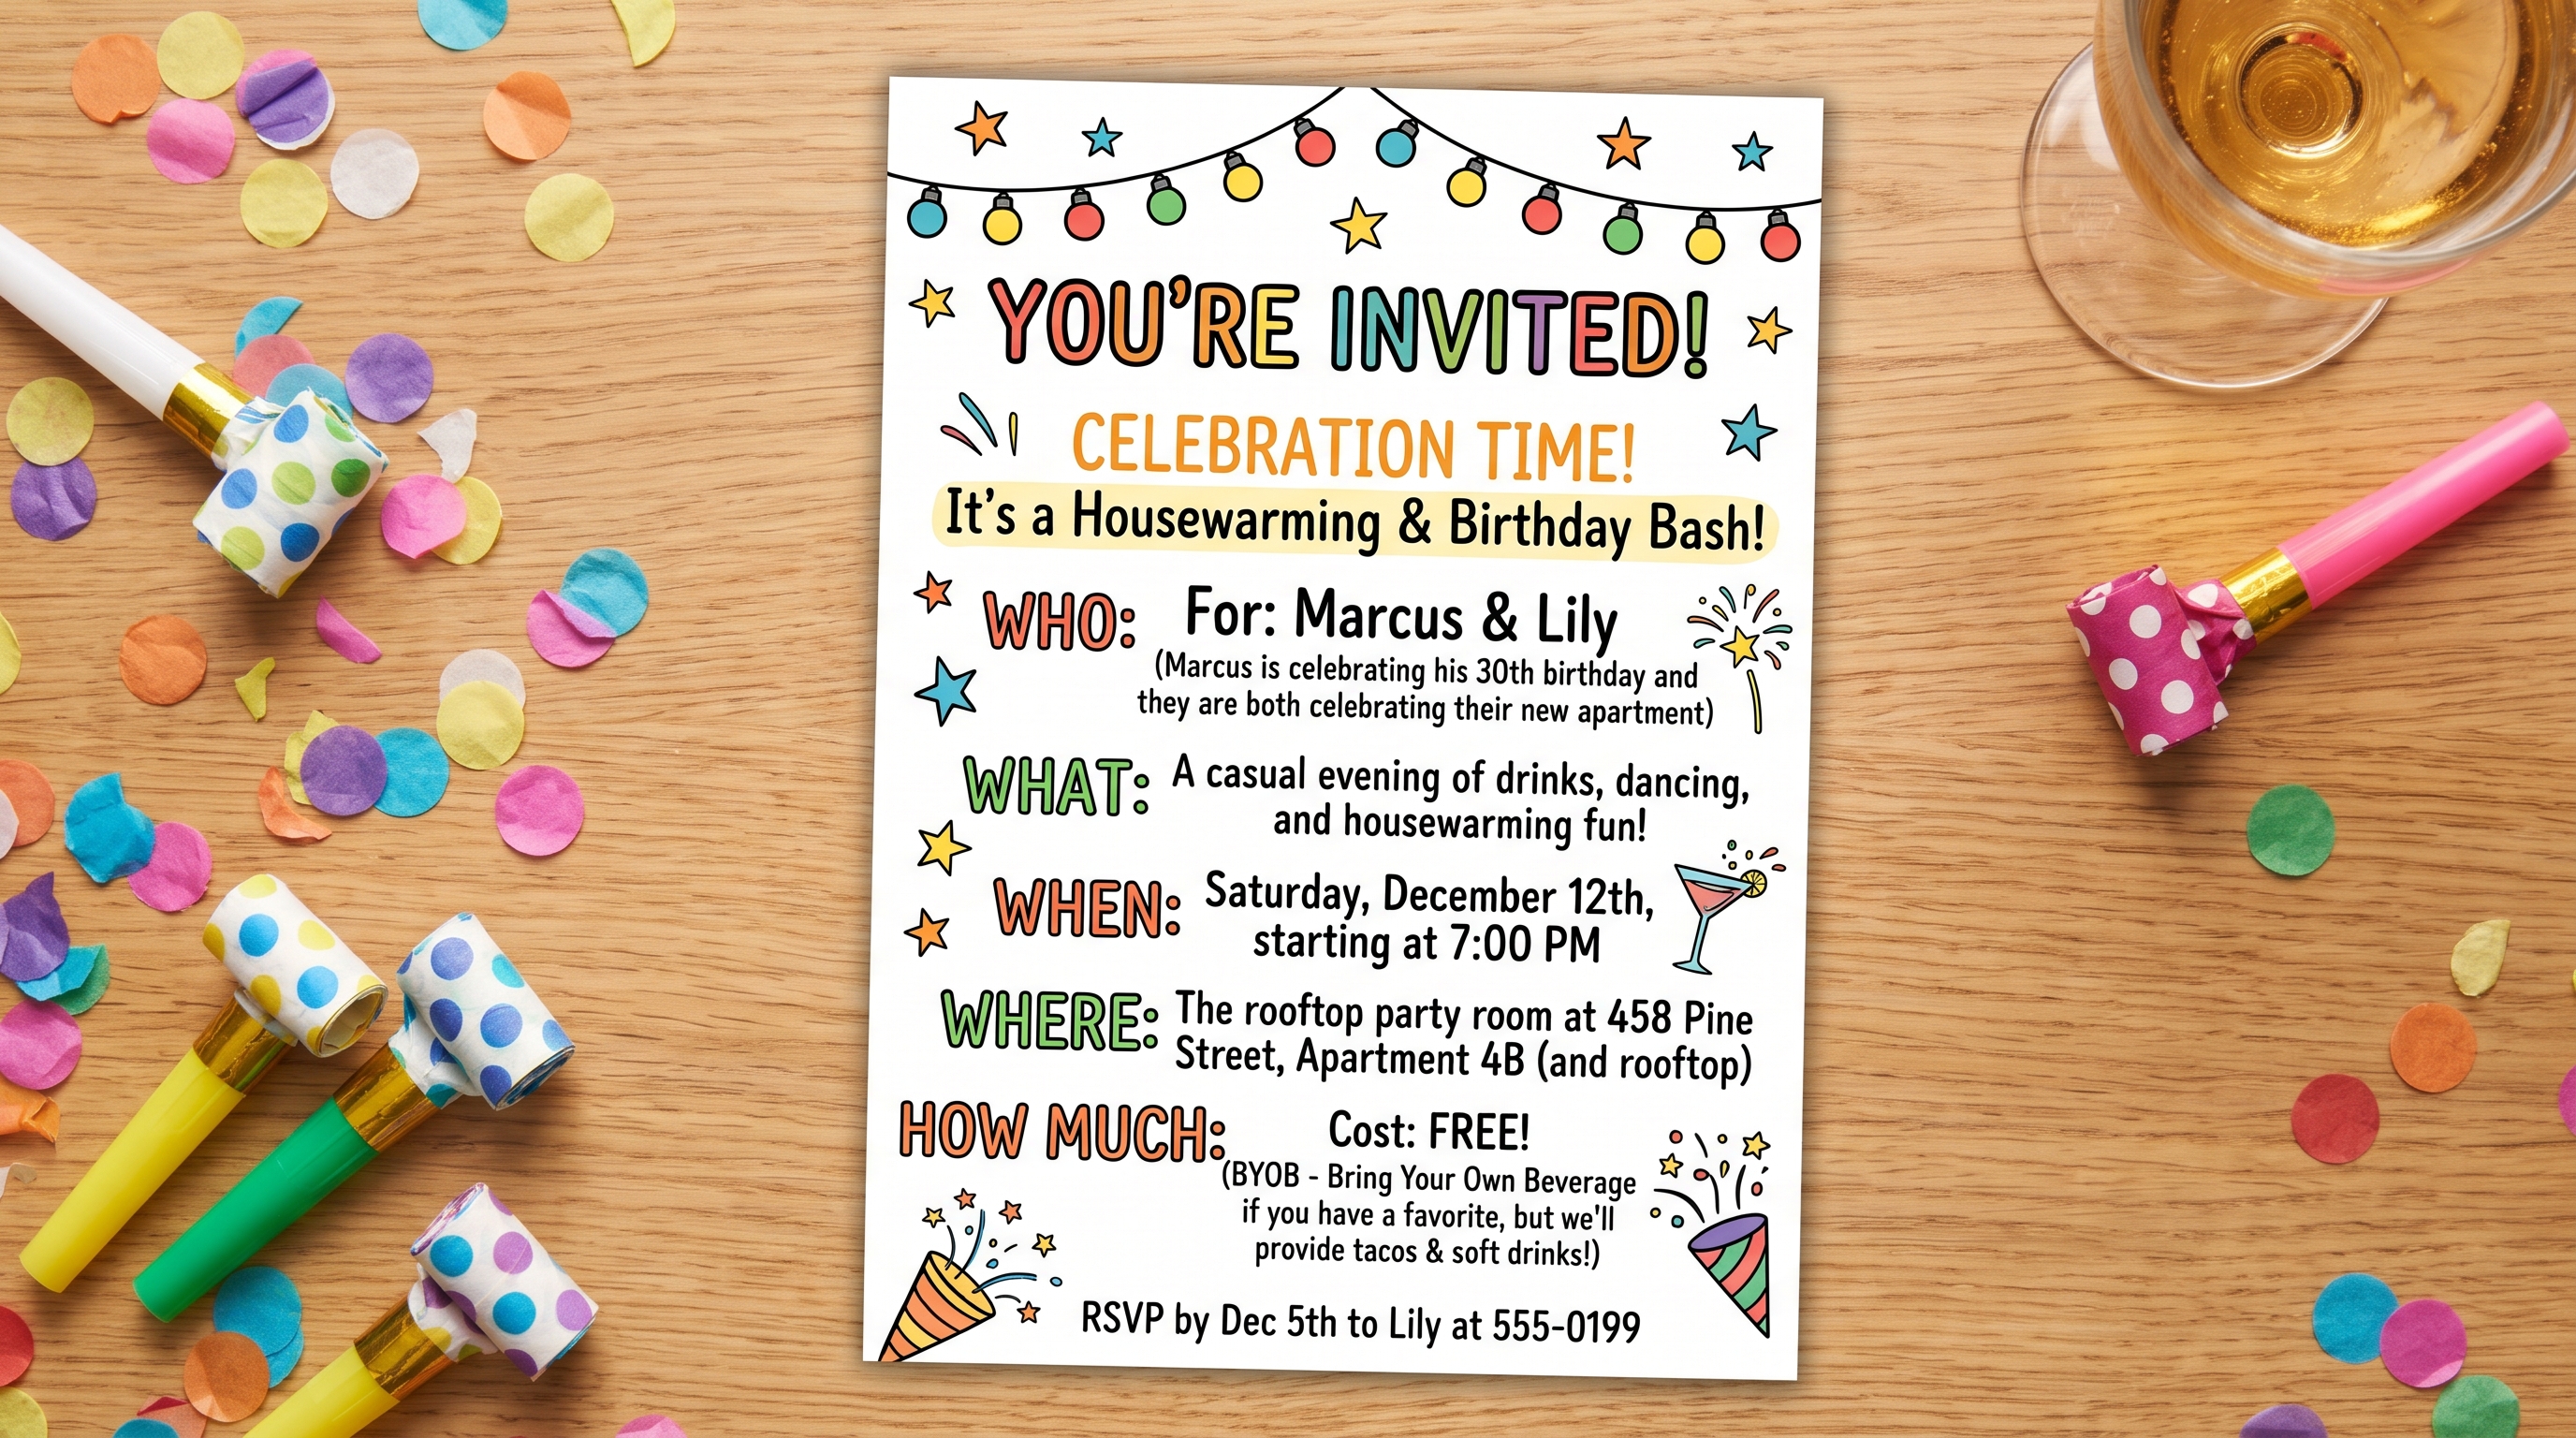 YOU'RE INVITED!
CELEBRATION TIME!
It's a Housewarming & Birthday Bash!
WHO: For: Marcus & Lily
(Marcus is celebrating his 30th birthday and
they are both celebrating their new apartment)
WHAT: A casual evening of drinks, dancing,
and housewarming fun!
WHEN: Saturday, December 12th,
starting at 7:00 PM
WHERE: The rooftop party room at 458 Pine
Street, Apartment 4B (and rooftop)
HOW MUCH: Cost: FREE!
(BYOB - Bring Your Own Beverage
if you have a favorite, but we'll
provide tacos & soft drinks!)
RSVP by Dec 5th to Lily at 555-0199